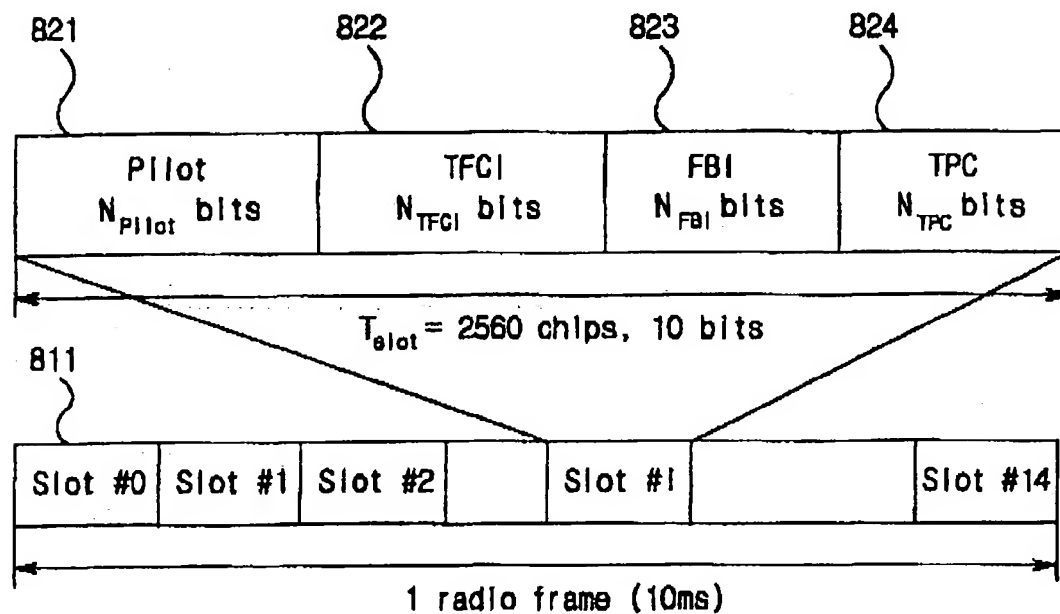 821 822 823 824
Pilot TFCI FBI TPC
N_Pilot bits N_TFCI bits N_FBI bits N_TPC bits
T_slot = 2560 chips, 10 bits
811
Slot #0 Slot #1 Slot #2 Slot #i Slot #14
1 radio frame (10ms)